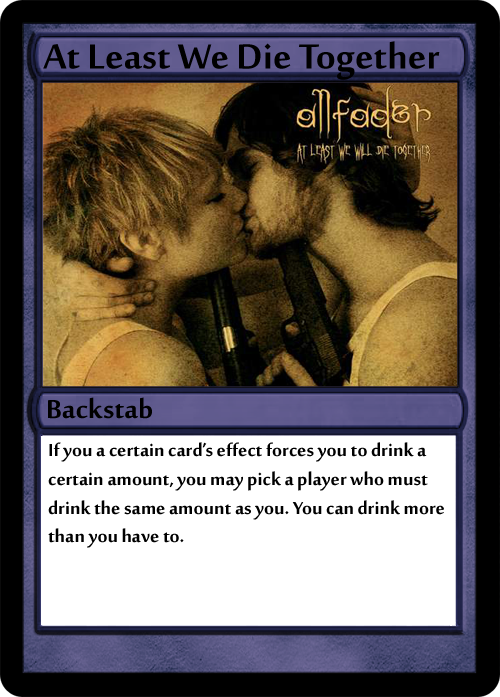 At Least We Die Together
allfader
AT LEAST WE WILL DIE TOGETHER
Backstab
If you a certain card's effect forces you to drink a
certain amount, you may pick a player who must
drink the same amount as you. You can drink more
than you have to.